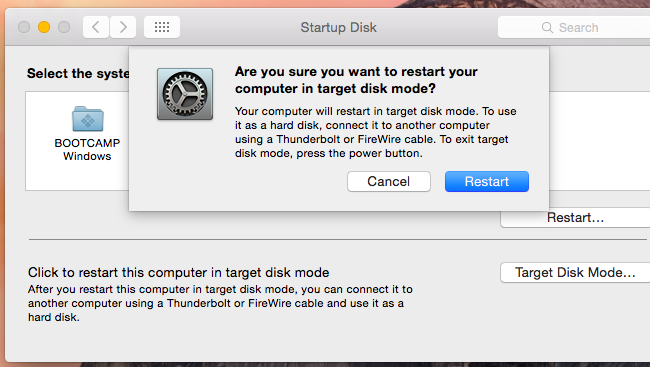 Startup Disk
Search
Select the syste
Are you sure you want to restart your
computer in target disk mode?
Your computer will restart in target disk mode. To use
it as a hard disk, connect it to another computer
using a Thunderbolt or FireWire cable. To exit target
disk mode, press the power button.
BOOTCAMP
Windows
Cancel
Restart
Restart...
Click to restart this computer in target disk mode
Target Disk Mode...
After you restart this computer in target disk mode, you can connect it to
another computer using a Thunderbolt or FireWire cable and use it as a
hard disk.